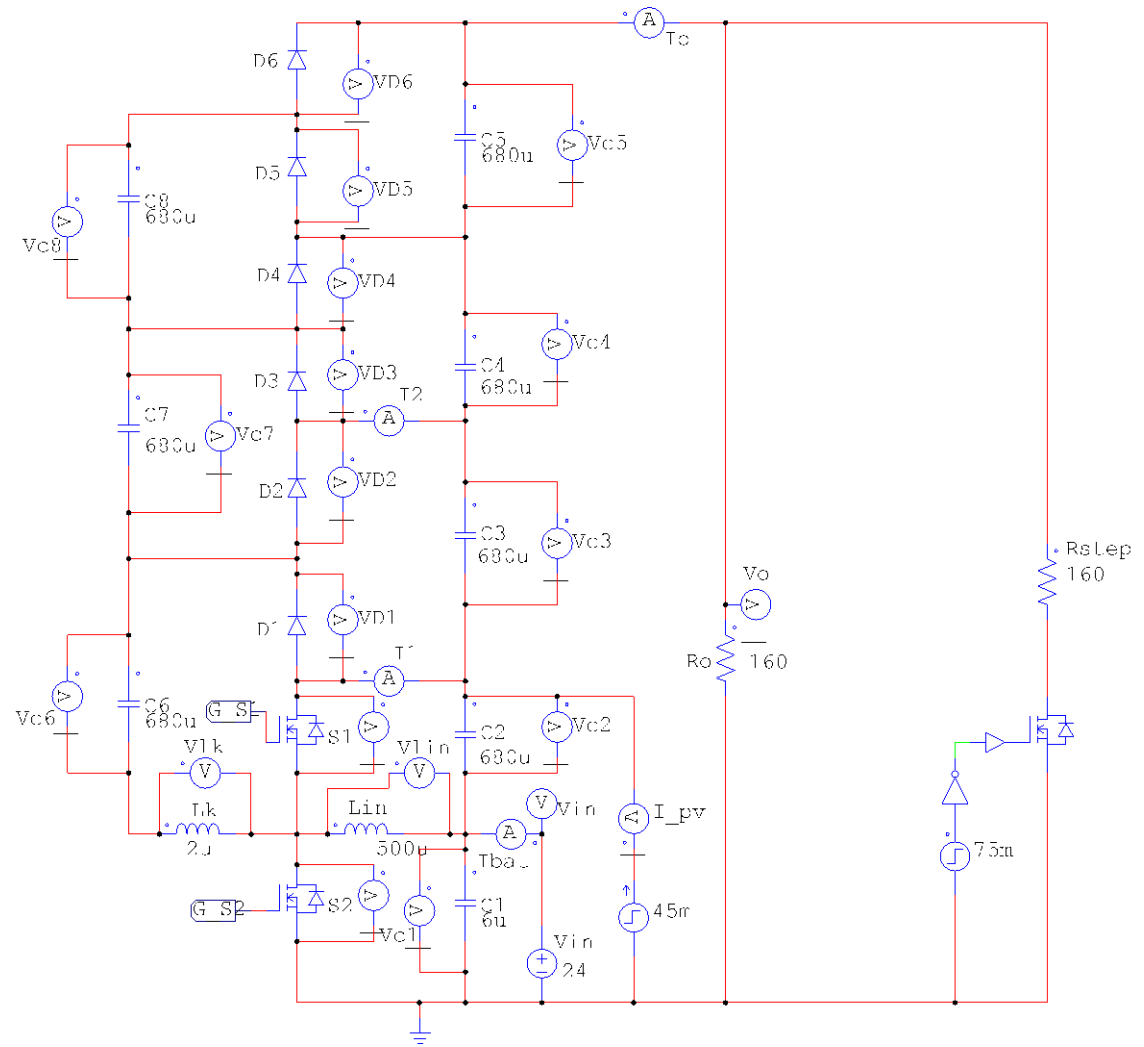 A
To
D6
V
VD6
C5
680u
V
Vc5
D5
V
VD5
C8
680u
V
Vc8
D4
V
VD4
C4
680u
V
Vc4
D3
V
VD3
T2
A
C7
680u
V
Vc7
V
VD2
D2
C3
680u
V
Vc3
Rstep
160
Vo
V
D1
V
VD1
T1
A
Ro
160
V
Vc6
C6
680u
G_S1
S1
V
C2
680u
V
Vc2
Vlk
V
Vlin
V
Lk
2u
Lin
500u
A
Tbat
V
Vin
V
I_pv
75m
G_S2
S2
V
Vc1
V
C1
6u
45m
Vin
24